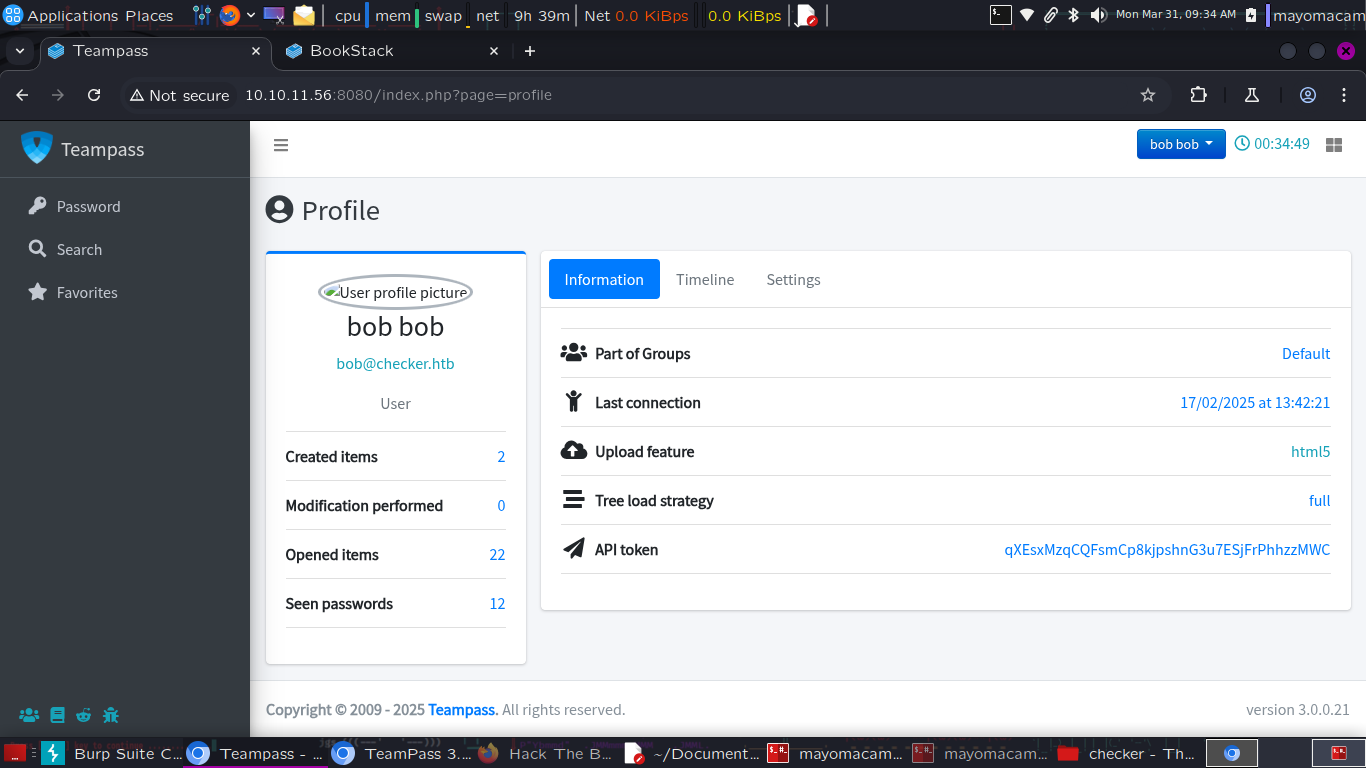 Applications Places cpu mem swap net 9h 39m Net 0.0 KiBps 0.0 KiBps Mon Mar 31, 09:34 AM mayomacam
Teampass BookStack
Not secure 10.10.11.56:8080/index.php?page=profile
Teampass
bob bob 00:34:49
Password
Search
Favorites
Profile
User profile picture
bob bob
bob@checker.htb
User
Created items 2
Modification performed 0
Opened items 22
Seen passwords 12
Information Timeline Settings
Part of Groups Default
Last connection 17/02/2025 at 13:42:21
Upload feature html5
Tree load strategy full
API token qXEsxMzqCQFsmCp8kjpshnG3u7ESjFrPhhzzMWC
Copyright © 2009 - 2025 Teampass. All rights reserved. version 3.0.0.21
Burp Suite C... Teampass - ... TeamPass 3.... Hack The B... ~/Document... mayomacam... mayomacam... checker - Th...